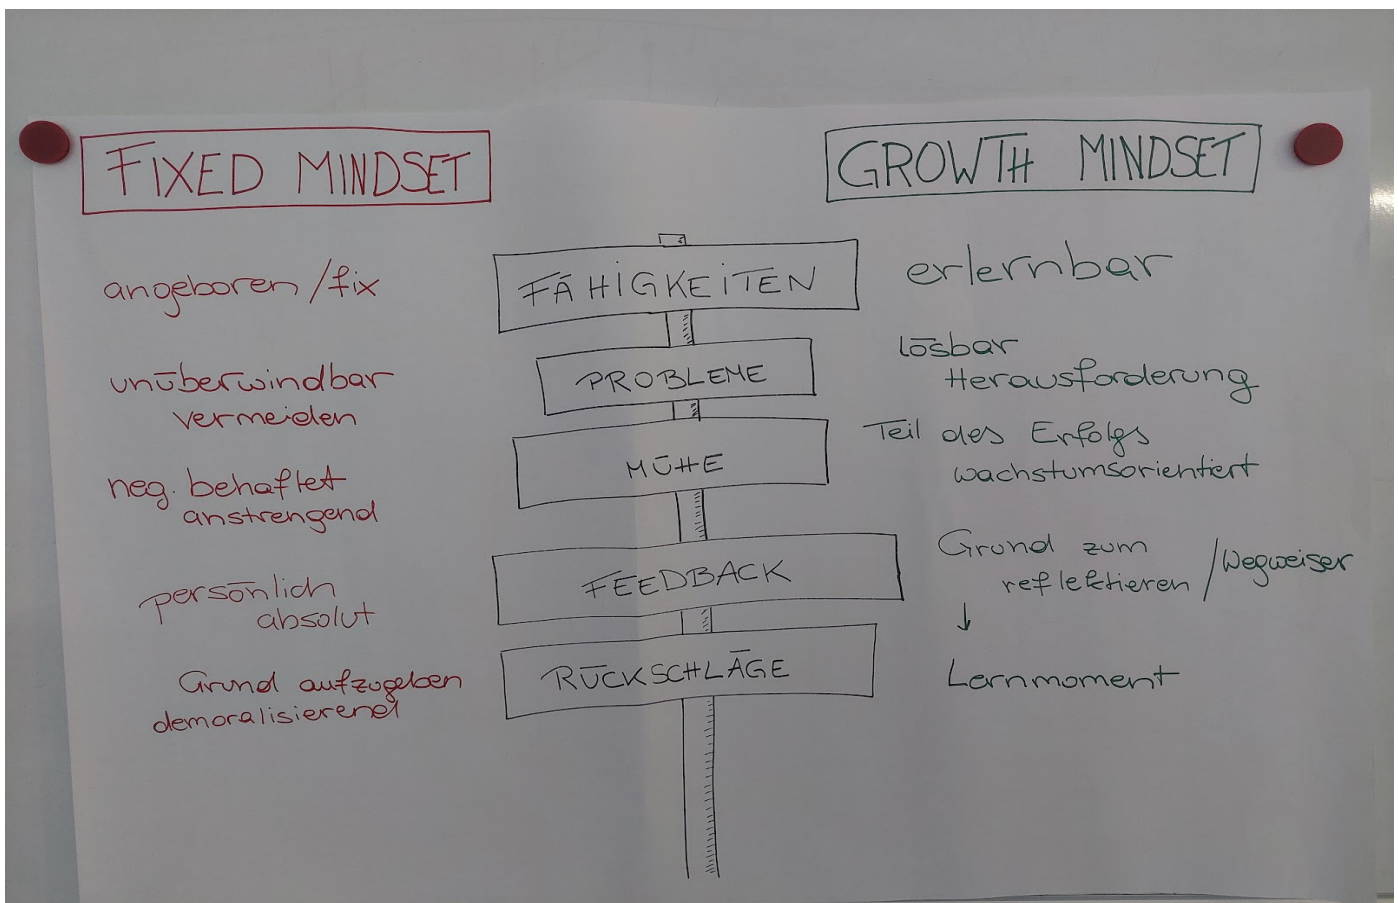 FIXED MINDSET
GROWTH MINDSET
angeboren / fix
FÄHIGKEITEN
erlernbar
unüberwindbar
vermeiden
PROBLEME
lösbar
Herausforderung
neg. behaftet
anstrengend
MÜHE
Teil des Erfolgs
wachstumsorientiert
persönlich
absolut
FEEDBACK
Grund zum
reflektieren / Wegweiser
↓
Grund aufzugeben
demoralisierend
RÜCKSCHLÄGE
Lernmoment